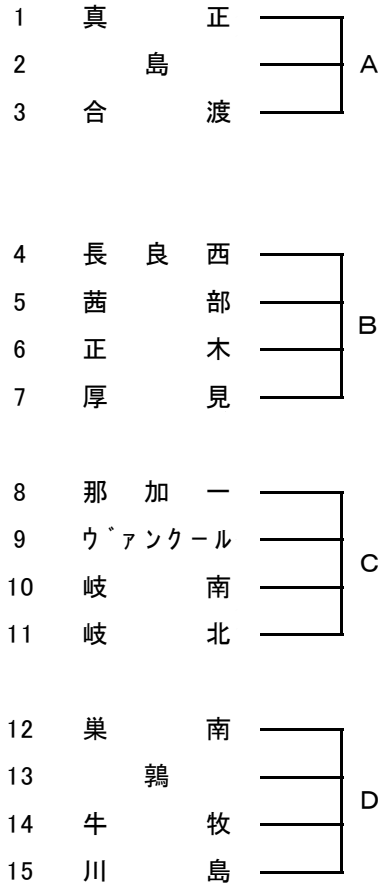 1 真正
2 島 A
3 合渡
4 長良西
5 茜部
B
6 正木
7 厚見
8 那加一
9 ヴァンクール
C
10 岐南
11 岐北
12 巣南
13 鶉
D
14 牛牧
15 川島